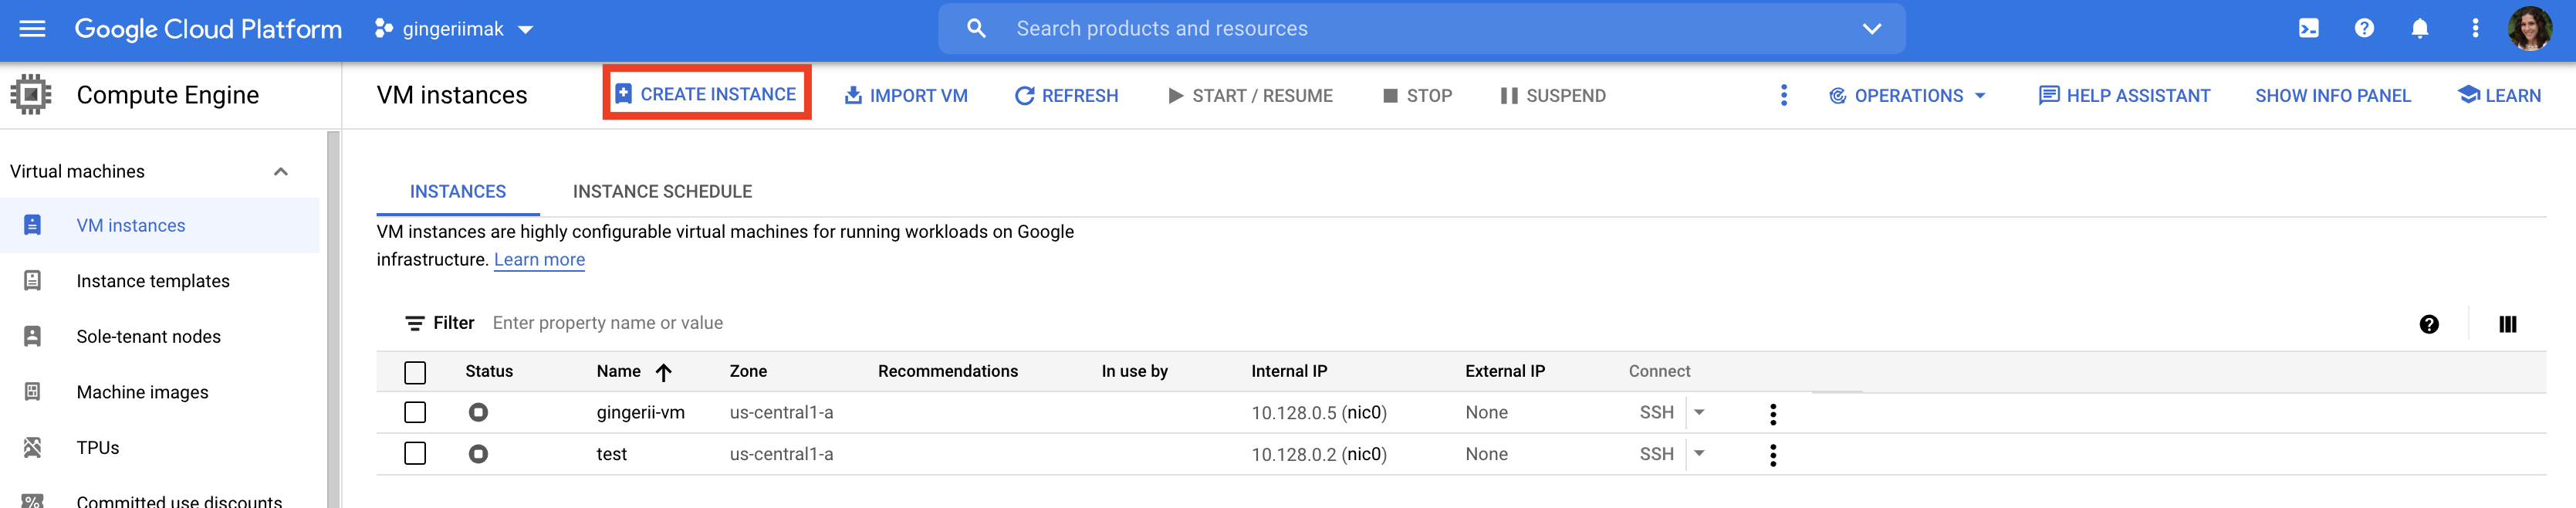 Google Cloud Platform
gingeriimak
Search products and resources
Compute Engine
VM instances
CREATE INSTANCE
IMPORT VM
REFRESH
START / RESUME
STOP
SUSPEND
OPERATIONS
HELP ASSISTANT
SHOW INFO PANEL
LEARN
Virtual machines
VM instances
Instance templates
Sole-tenant nodes
Machine images
TPUs
Committed use discounts
INSTANCES INSTANCE SCHEDULE
VM instances are highly configurable virtual machines for running workloads on Google
infrastructure. Learn more
Filter Enter property name or value
Status Name Zone Recommendations In use by Internal IP External IP Connect
gingerii-vm us-central1-a 10.128.0.5 (nic0) None SSH
test us-central1-a 10.128.0.2 (nic0) None SSH